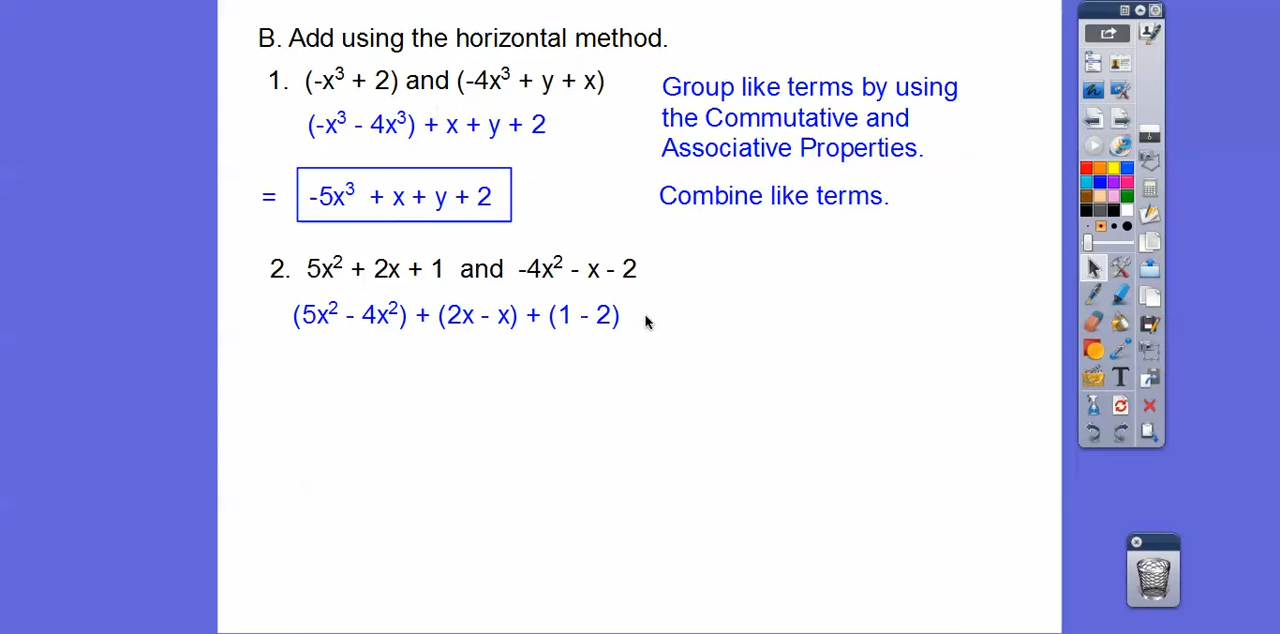 B. Add using the horizontal method.
1. (-x³ + 2) and (-4x³ + y + x)
(-x³ - 4x³) + x + y + 2
Group like terms by using
the Commutative and
Associative Properties.
= -5x³ + x + y + 2
Combine like terms.
2. 5x² + 2x + 1 and -4x² - x - 2
(5x² - 4x²) + (2x - x) + (1 - 2)